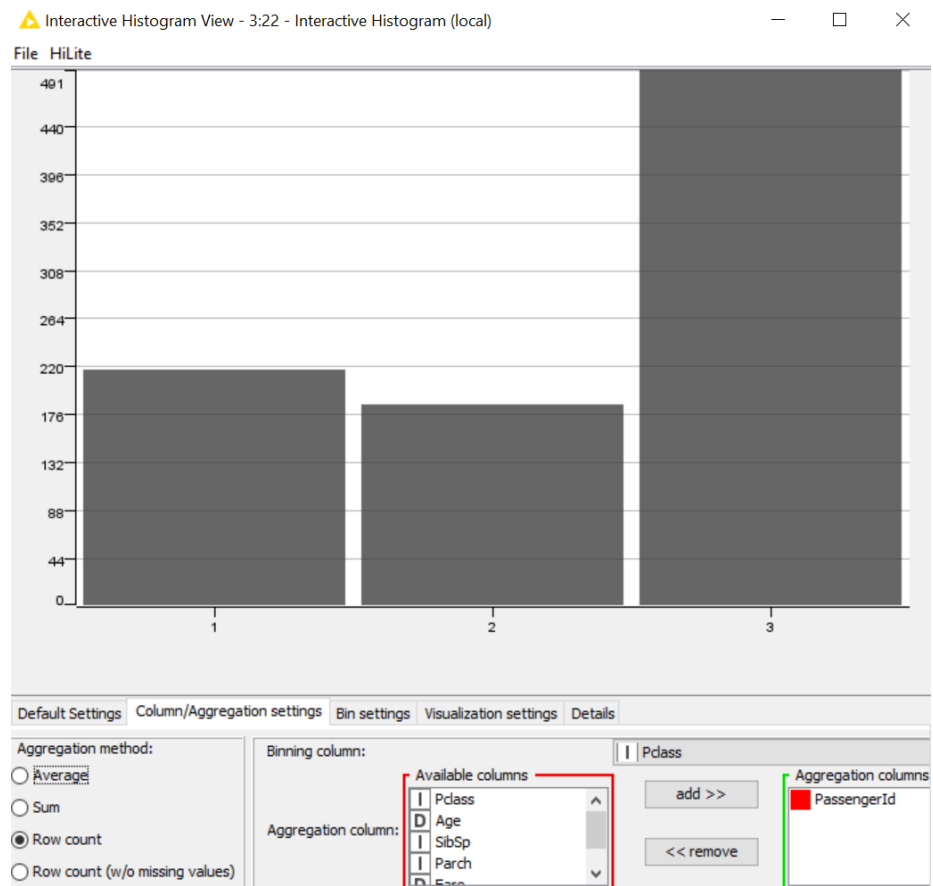 Interactive Histogram View - 3:22 - Interactive Histogram (local)
File HiLite
491
440
396
352
308
264
220
176
132
88
44
0
1 2 3
Default Settings Column/Aggregation settings Bin settings Visualization settings Details
Aggregation method:
Average
Sum
Row count
Row count (w/o missing values)
Binning column:
I Pclass
Aggregation column:
Available columns
I Pclass
D Age
I SibSp
I Parch
D Fare
add >>
<< remove
Aggregation columns
PassengerId